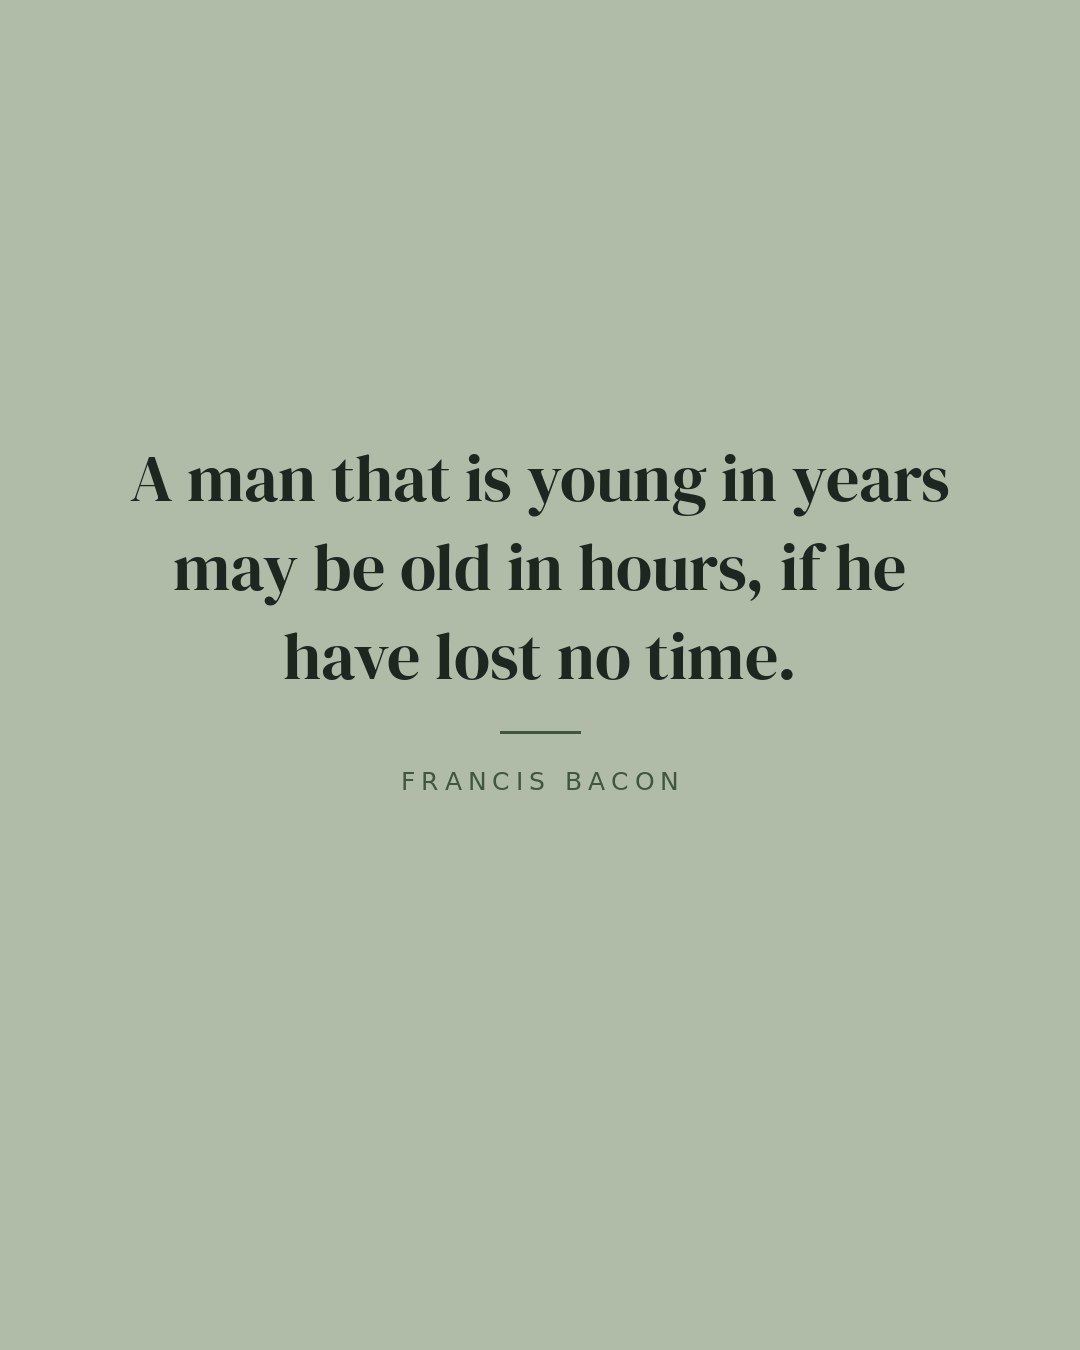 A man that is young in years
may be old in hours, if he
have lost no time.
FRANCIS BACON